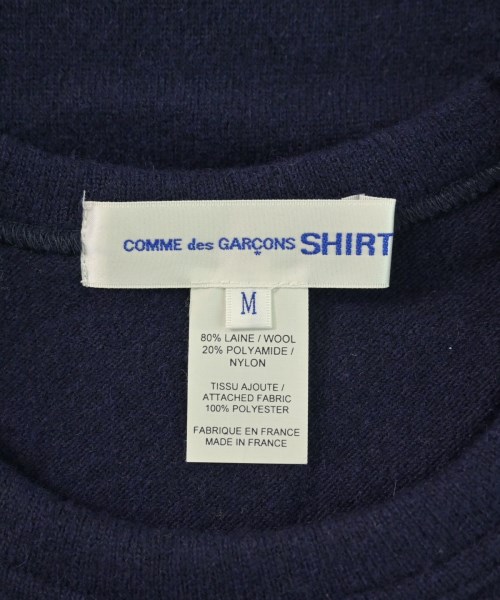 COMME des GARÇONS SHIRT
M
80% LAINE / WOOL
20% POLYAMIDE /
NYLON
TISSU AJOUTE /
ATTACHED FABRIC
100% POLYESTER
FABRIQUE EN FRANCE
MADE IN FRANCE